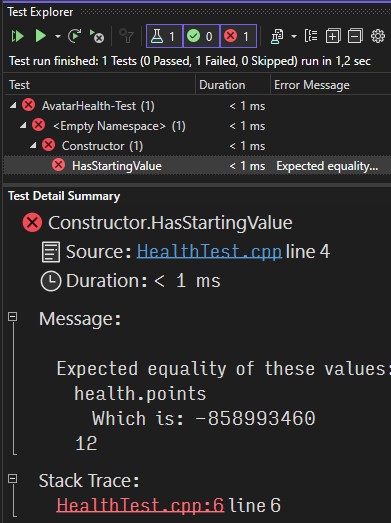 Test Explorer
1 0 1
Test run finished: 1 Tests (0 Passed, 1 Failed, 0 Skipped) run in 1,2 sec
Test Duration Error Message
AvatarHealth-Test (1) < 1 ms
<Empty Namespace> (1) < 1 ms
Constructor (1) < 1 ms
HasStartingValue < 1 ms Expected equality...
Test Detail Summary
Constructor.HasStartingValue
Source: HealthTest.cpp line 4
Duration: < 1 ms
Message:
Expected equality of these values:
health.points
Which is: -858993460
12
Stack Trace:
HealthTest.cpp:6 line 6